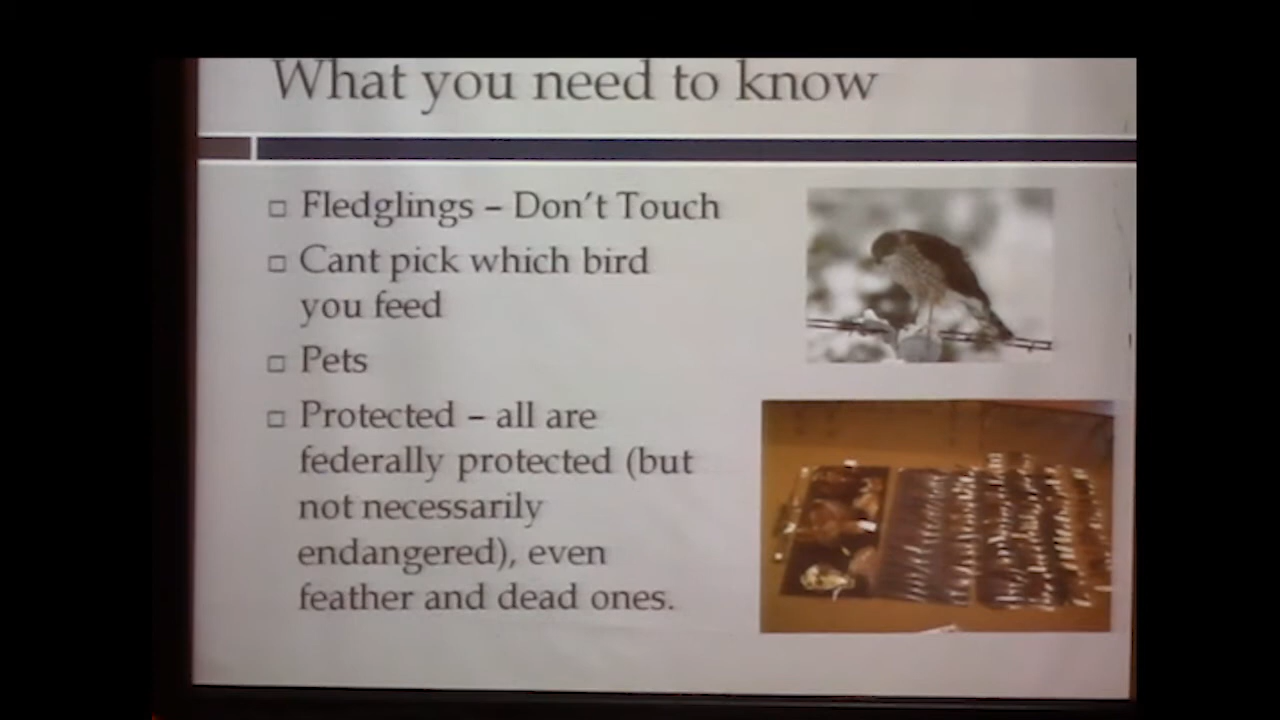 What you need to know
Fledglings – Don't Touch
Cant pick which bird
you feed
Pets
Protected – all are
federally protected (but
not necessarily
endangered), even
feather and dead ones.